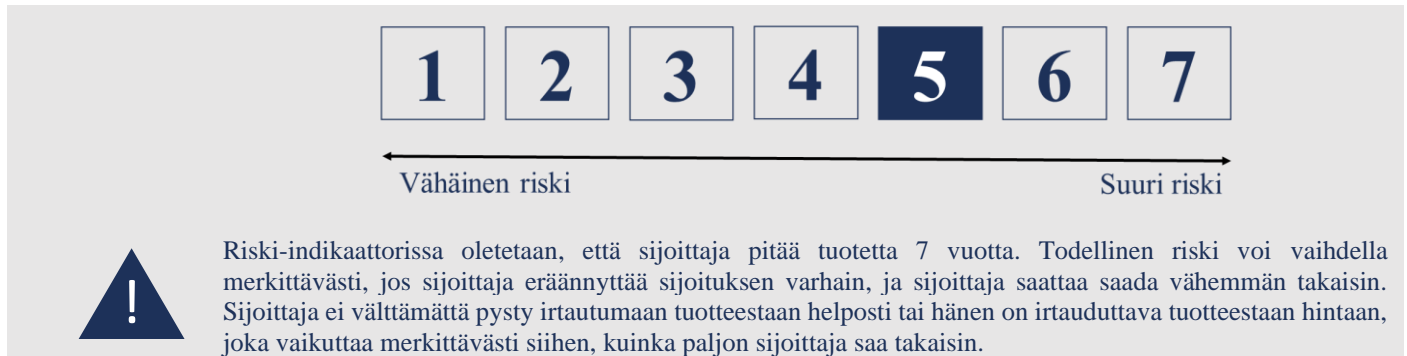 1 2 3 4 5 6 7
Vähäinen riski Suuri riski
Riski-indikaattorissa oletetaan, että sijoittaja pitää tuotetta 7 vuotta. Todellinen riski voi vaihdella
merkittävästi, jos sijoittaja eräännyttää sijoituksen varhain, ja sijoittaja saattaa saada vähemmän takaisin.
Sijoittaja ei välttämättä pysty irtautumaan tuotteestaan helposti tai hänen on irtauduttava tuotteestaan hintaan,
joka vaikuttaa merkittävästi siihen, kuinka paljon sijoittaja saa takaisin.
!